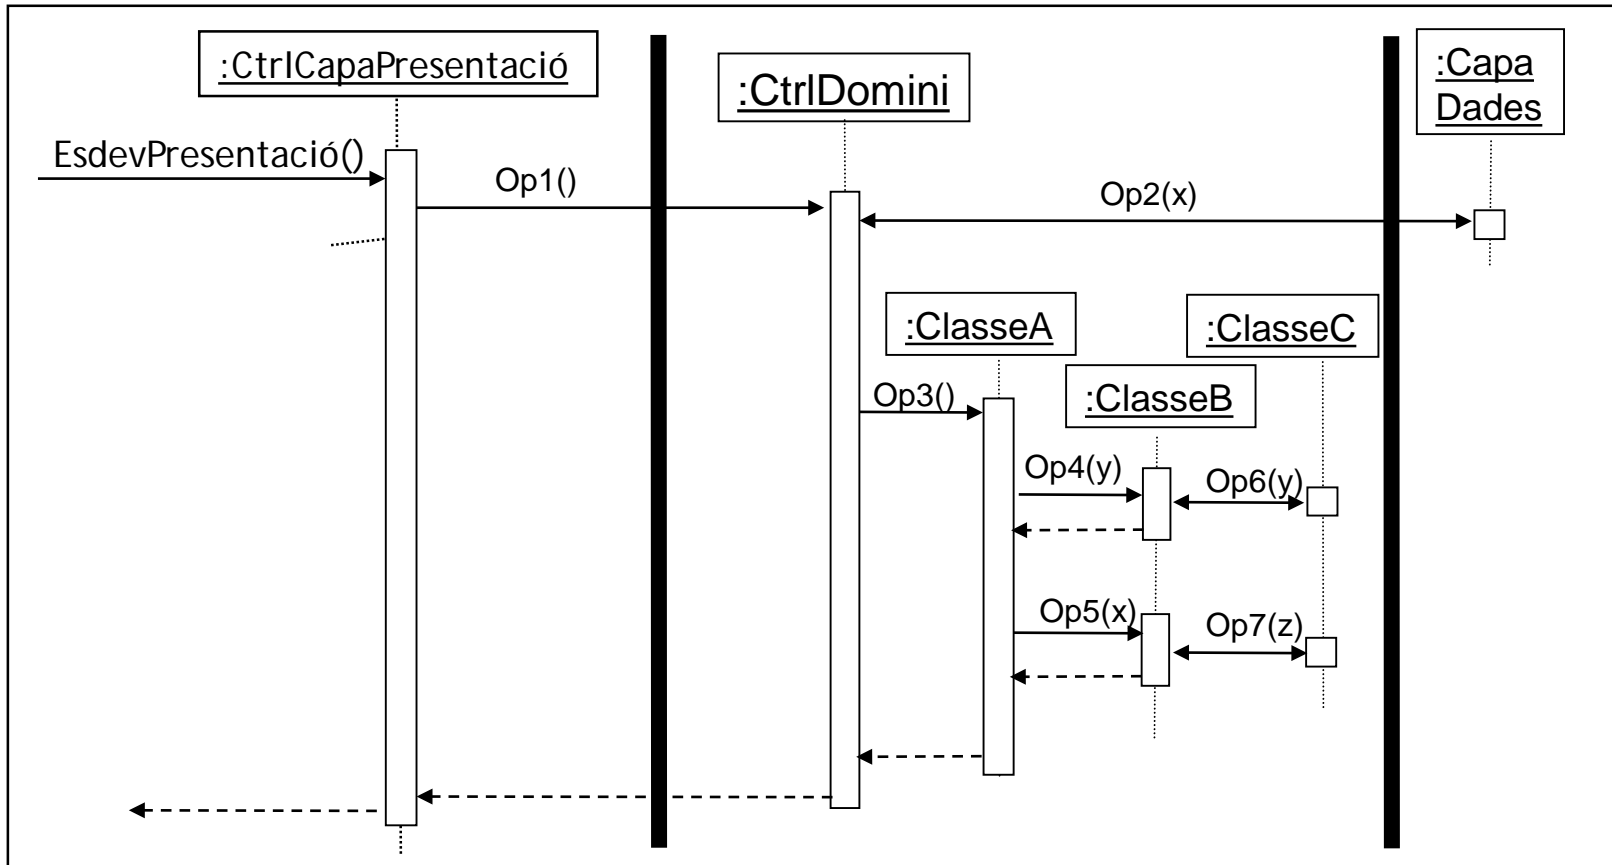 :CtrlCapaPresentació
:CtrlDomini
:Capa
Dades
EsdevPresentació()
Op1()
Op2(x)
:ClasseA
:ClasseC
Op3()
:ClasseB
Op4(y)
Op6(y)
Op5(x)
Op7(z)